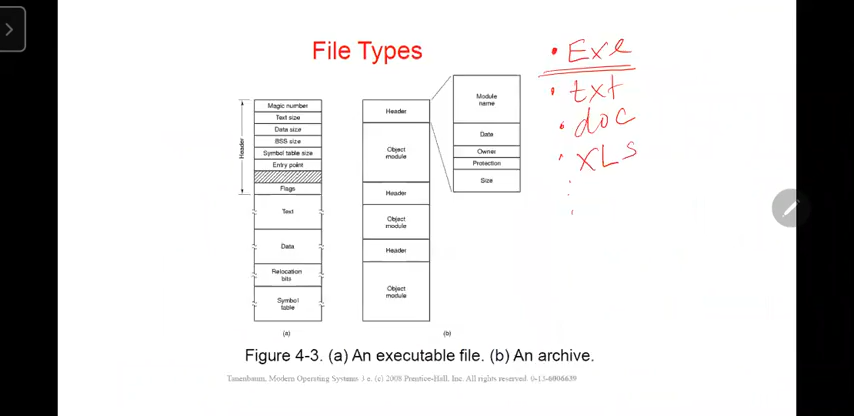 File Types
Magic number
Text size
Data size
BSS size
Symbol table size
Entry point
Flags
Header
Text
Data
Relocation
bits
Symbol
table
(a)
Header
Object
module
Header
Object
module
Header
Object
module
(b)
Module
name
Date
Owner
Protection
Size
• Exe
• txt
• doc
• XLS
Figure 4-3. (a) An executable file. (b) An archive.
Tanenbaum, Modern Operating Systems 3 e, (c) 2008 Prentice-Hall, Inc. All rights reserved. 0-13-6006639